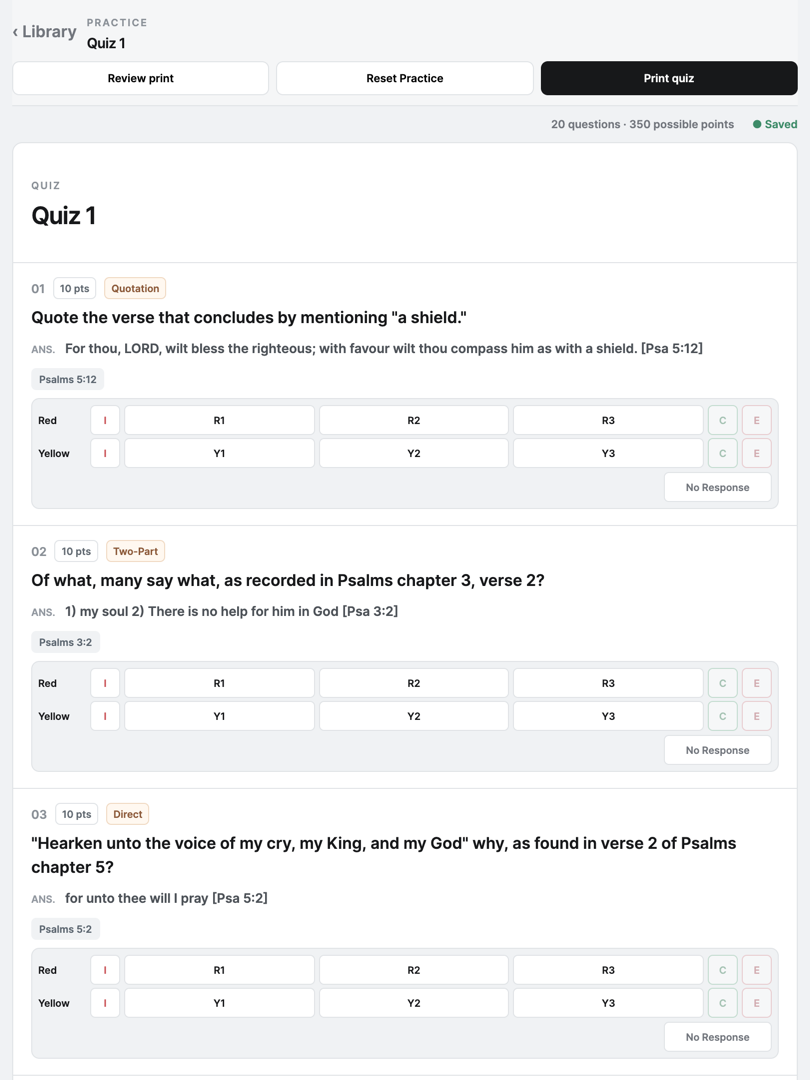 ‹ Library
PRACTICE
Quiz 1
Review print
Reset Practice
Print quiz
20 questions · 350 possible points
Saved
QUIZ
Quiz 1
01 10 pts Quotation
Quote the verse that concludes by mentioning "a shield."
ANS. For thou, LORD, wilt bless the righteous; with favour wilt thou compass him as with a shield. [Psa 5:12]
Psalms 5:12
Red I R1 R2 R3 C E
Yellow I Y1 Y2 Y3 C E
No Response
02 10 pts Two-Part
Of what, many say what, as recorded in Psalms chapter 3, verse 2?
ANS. 1) my soul 2) There is no help for him in God [Psa 3:2]
Psalms 3:2
Red I R1 R2 R3 C E
Yellow I Y1 Y2 Y3 C E
No Response
03 10 pts Direct
"Hearken unto the voice of my cry, my King, and my God" why, as found in verse 2 of Psalms
chapter 5?
ANS. for unto thee will I pray [Psa 5:2]
Psalms 5:2
Red I R1 R2 R3 C E
Yellow I Y1 Y2 Y3 C E
No Response